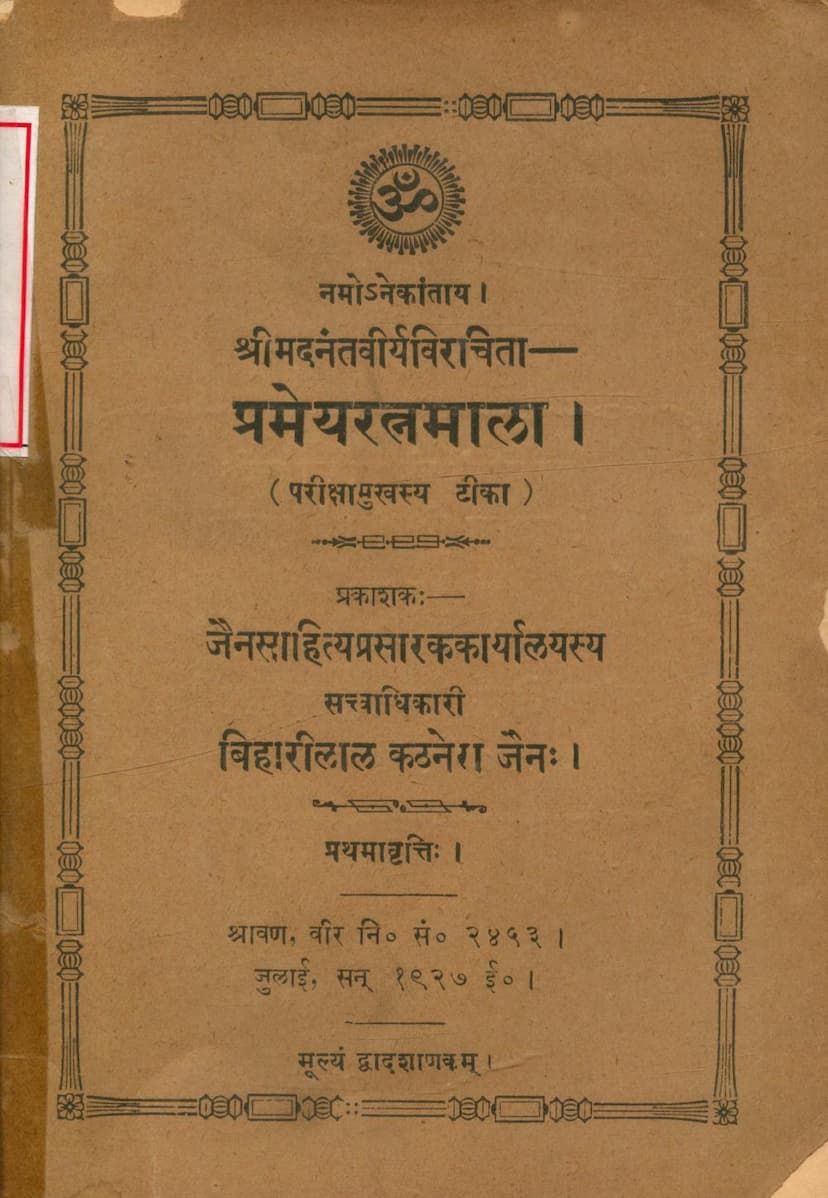 ॐ
नमोऽनेकांताय ।
श्रीमदनंतवीर्यविरचिता—
प्रमेयरत्नमाला ।
( परीक्षामुखस्य टीका )
प्रकाशकः—
जैनसाहित्यप्रसारककार्यालयस्य
सत्त्वाधिकारी
बिहारीलाल कठनेरा जैनः ।
प्रथमावृत्तिः ।
श्रावण, वीर नि० सं० २४५३ ।
जुलाई, सन् १९२७ ई० ।
मूल्यं द्वादशाणकम् ।